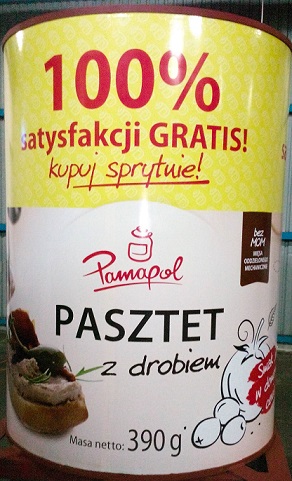 100%
satysfakcji GRATIS!
kupuj sprytnie!
bez
MOM
MIĘSA
ODDZIELONEGO
MECHANICZNIE
Pamapol
PASZTET
z drobiem
w
Masa netto: 390 g